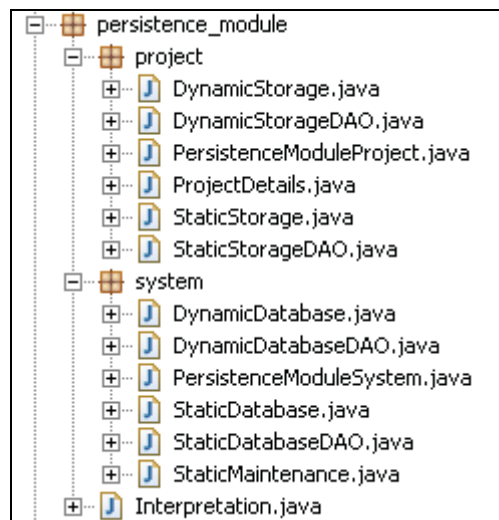 persistence_module
project
DynamicStorage.java
DynamicStorageDAO.java
PersistenceModuleProject.java
ProjectDetails.java
StaticStorage.java
StaticStorageDAO.java
system
DynamicDatabase.java
DynamicDatabaseDAO.java
PersistenceModuleSystem.java
StaticDatabase.java
StaticDatabaseDAO.java
StaticMaintenance.java
Interpretation.java